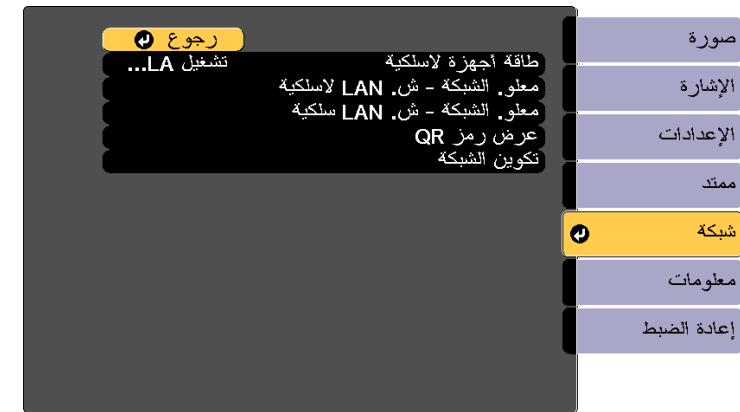 صورة
الإشارة
الإعدادات
ممتد
شبكة
معلومات
إعادة الضبط
رجوع
طاقة أجهزة لاسلكية تشغيل LA...
معلو. الشبكة - ش. LAN لاسلكية
معلو. الشبكة - ش. LAN سلكية
عرض رمز QR
تكوين الشبكة